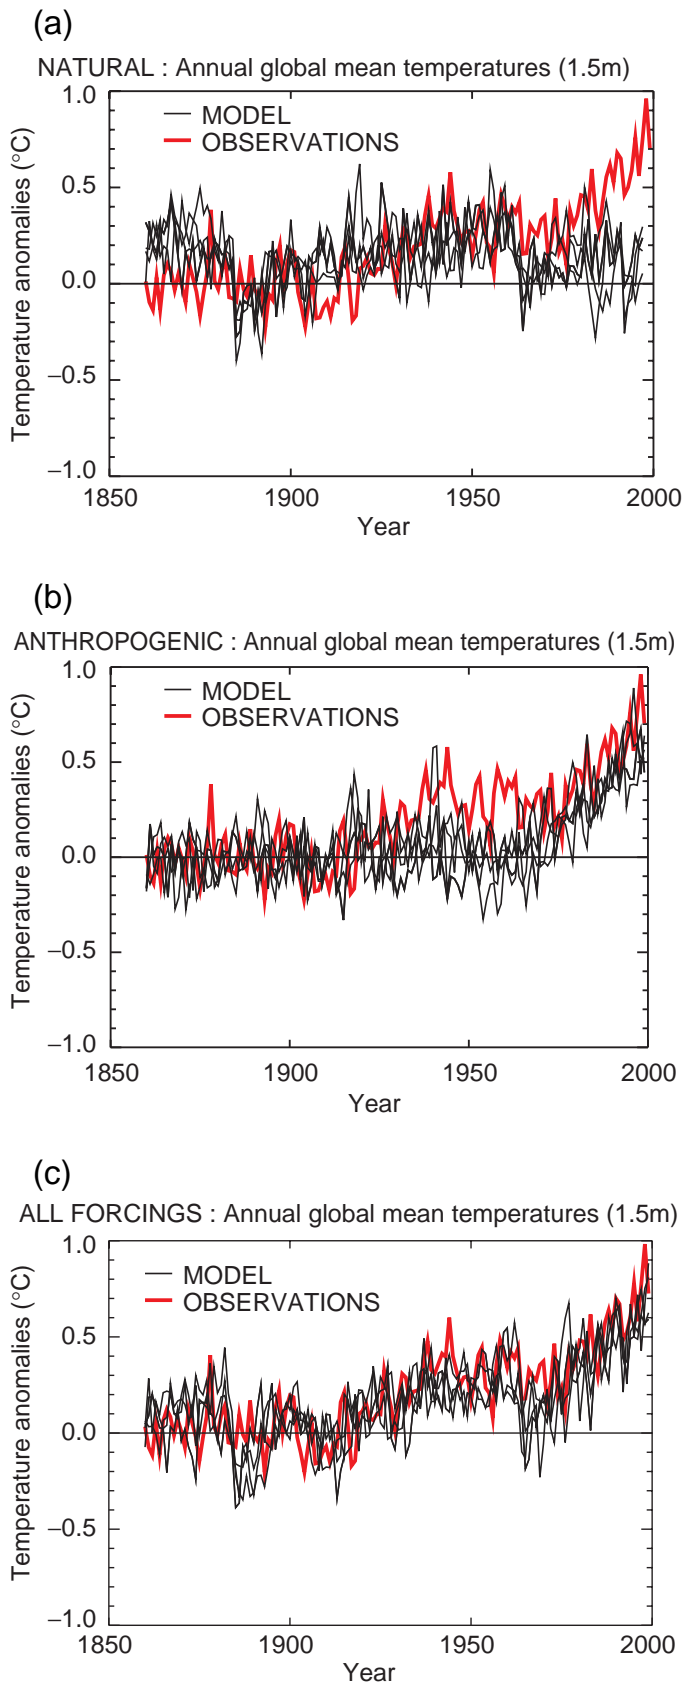 (a)
NATURAL : Annual global mean temperatures (1.5m)
1.0
MODEL
OBSERVATIONS
0.5
0.0
−0.5
−1.0
Temperature anomalies (°C)
1850 1900 1950 2000
Year
(b)
ANTHROPOGENIC : Annual global mean temperatures (1.5m)
1.0
MODEL
OBSERVATIONS
0.5
0.0
−0.5
−1.0
Temperature anomalies (°C)
1850 1900 1950 2000
Year
(c)
ALL FORCINGS : Annual global mean temperatures (1.5m)
1.0
MODEL
OBSERVATIONS
0.5
0.0
−0.5
−1.0
Temperature anomalies (°C)
1850 1900 1950 2000
Year